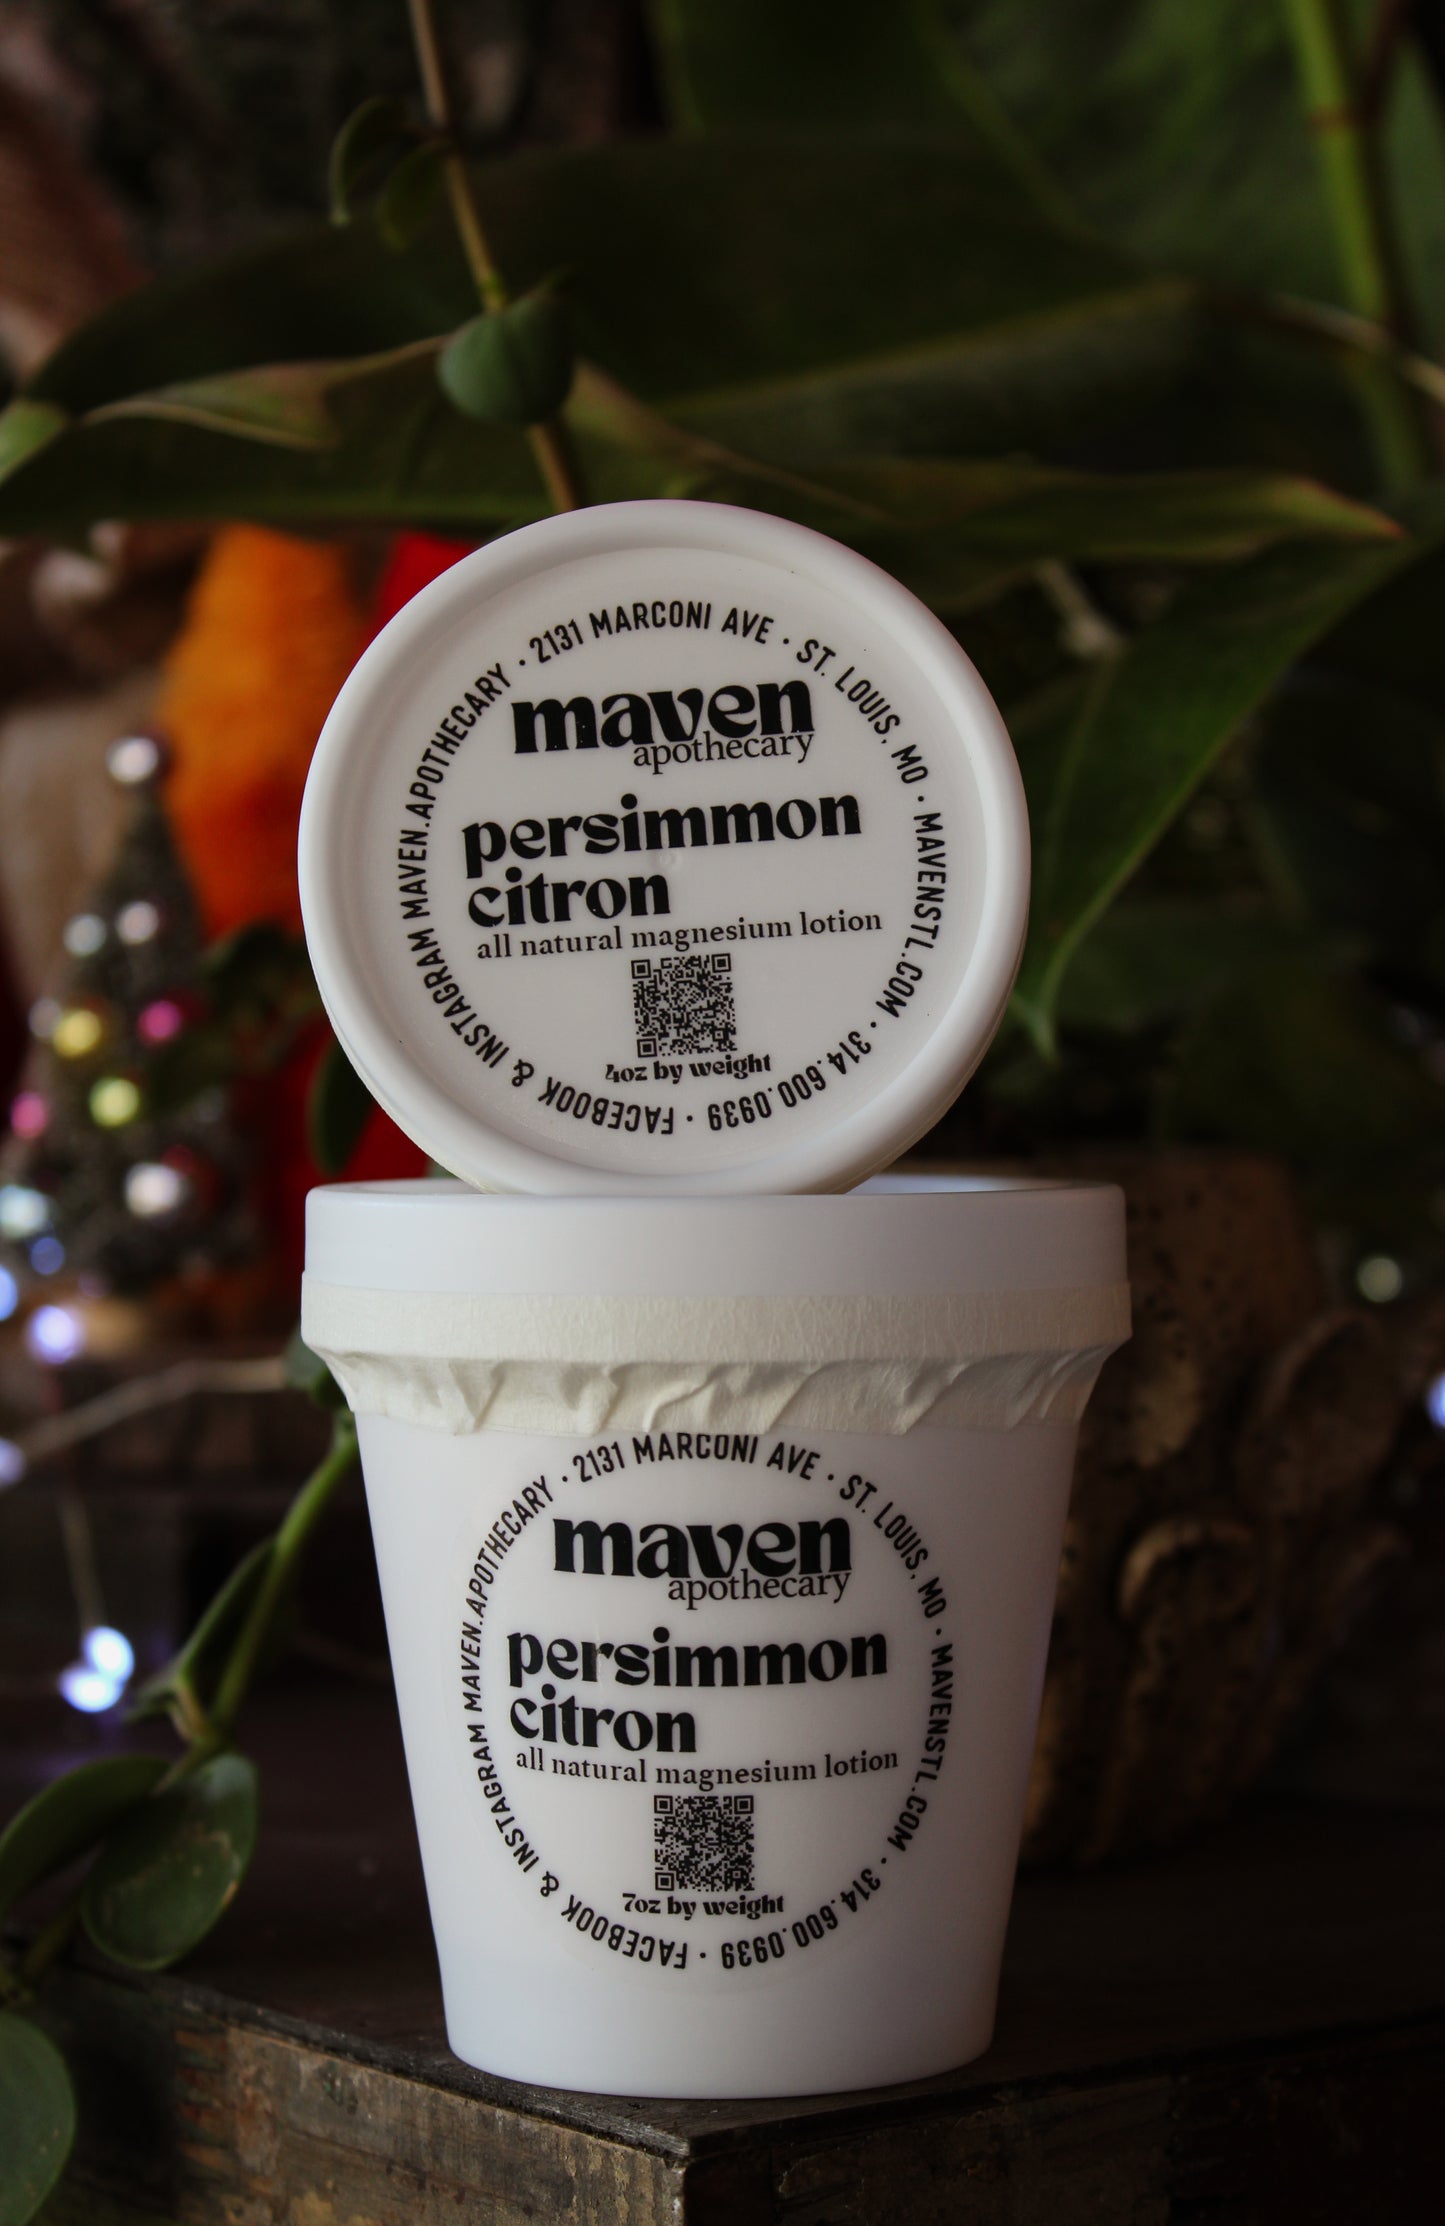 2131 MARCONI AVE · ST. LOUIS, MO · MAVENSTL.COM · 314.600.0939 · FACEBOOK & INSTAGRAM MAVEN.APOTHECARY ·
maven
apothecary
persimmon
citron
all natural magnesium lotion
4oz by weight
2131 MARCONI AVE · ST. LOUIS, MO · MAVENSTL.COM · 314.600.0939 · FACEBOOK & INSTAGRAM MAVEN.APOTHECARY ·
maven
apothecary
persimmon
citron
all natural magnesium lotion
7oz by weight